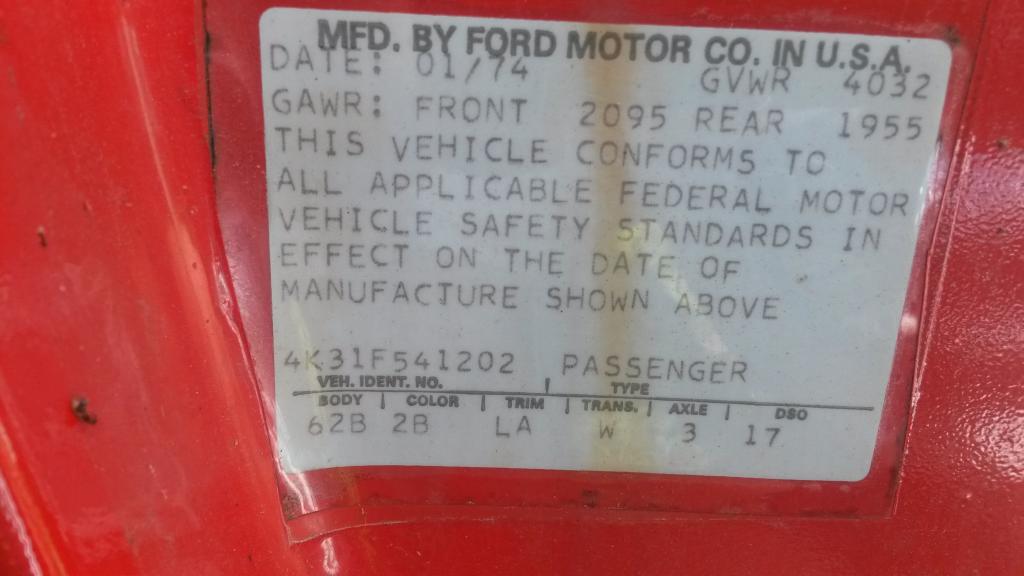 MFD. BY FORD MOTOR CO. IN U.S.A.
DATE: 01/74 GVWR 4032
GAWR: FRONT 2095 REAR 1955
THIS VEHICLE CONFORMS TO
ALL APPLICABLE FEDERAL MOTOR
VEHICLE SAFETY STANDARDS IN
EFFECT ON THE DATE OF
MANUFACTURE SHOWN ABOVE
4K31F541202 PASSENGER
VEH. IDENT. NO. | TYPE
BODY | COLOR | TRIM | TRANS. | AXLE | DSO
62B 2B LA W 3 17